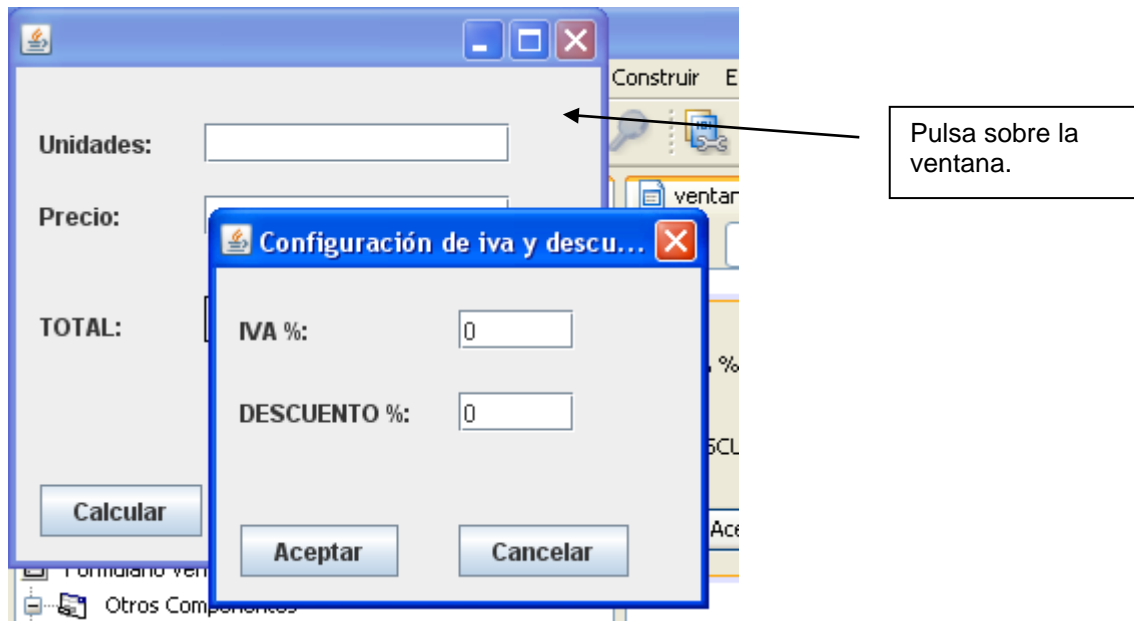 Construir E
Pulsa sobre la
ventana.
Unidades:
Precio:
Configuración de iva y descu...
TOTAL:
IVA %:
0
%
DESCUENTO %:
0
Calcular
Aceptar
Cancelar
Otros Componentes